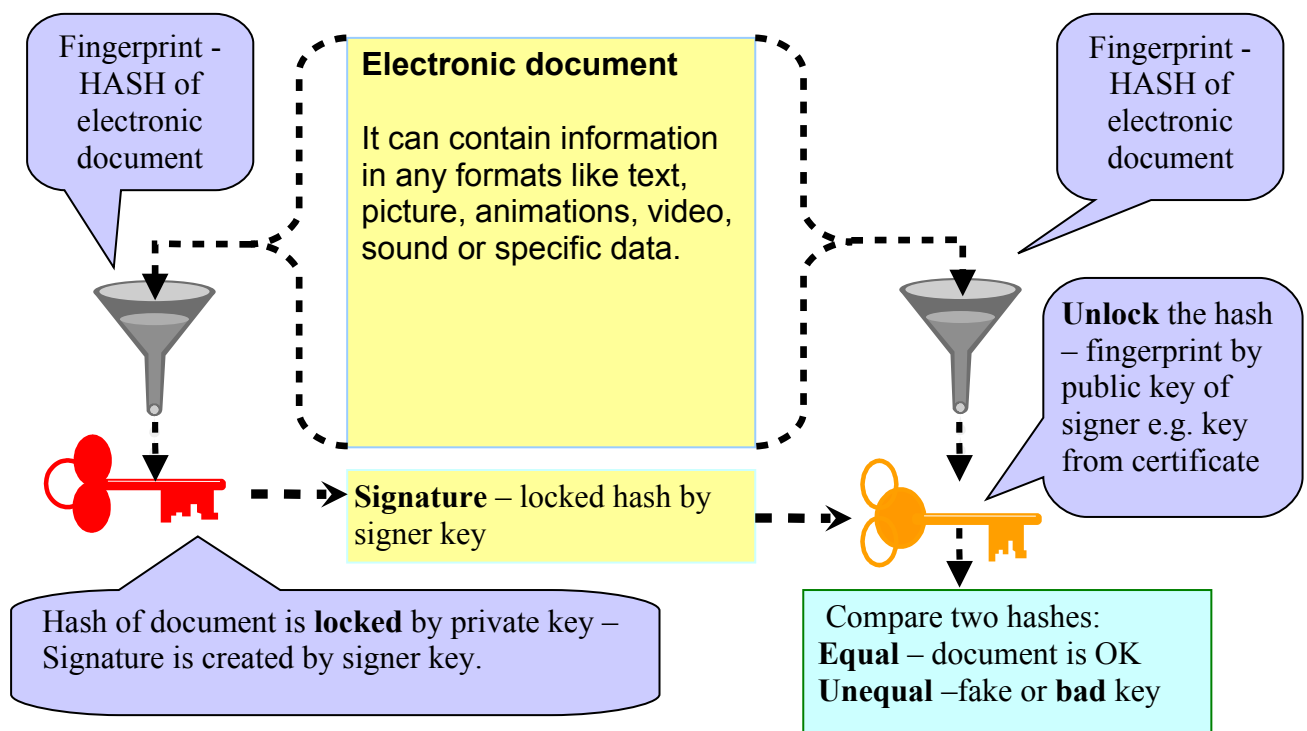 Fingerprint -
HASH of
electronic
document
Electronic document
It can contain information
in any formats like text,
picture, animations, video,
sound or specific data.
Fingerprint -
HASH of
electronic
document
Unlock the hash
– fingerprint by
public key of
signer e.g. key
from certificate
Signature – locked hash by
signer key
Hash of document is locked by private key –
Signature is created by signer key.
Compare two hashes:
Equal – document is OK
Unequal –fake or bad key